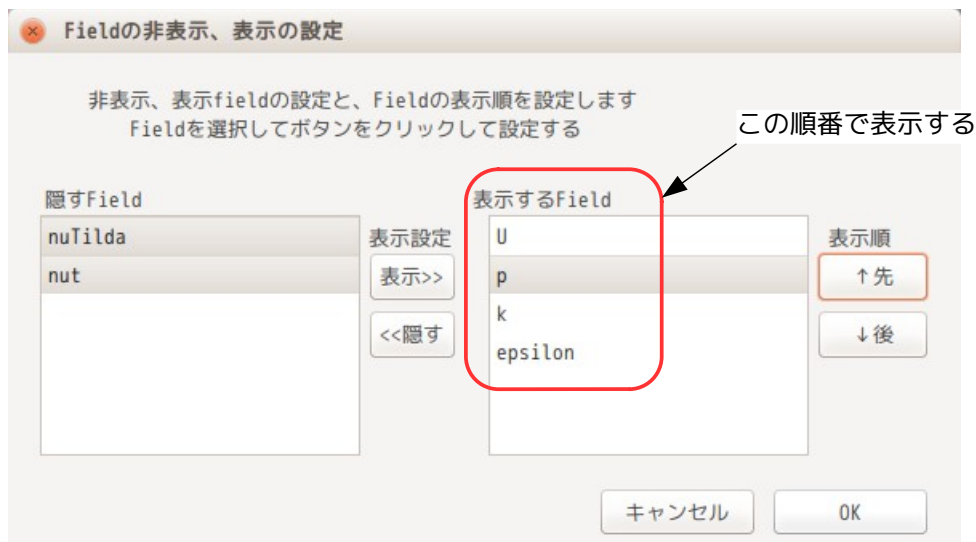 Fieldの非表示、表示の設定
非表示、表示fieldの設定と、Fieldの表示順を設定します
Fieldを選択してボタンをクリックして設定する
この順番で表示する
隠すField
表示するField
nuTilda
nut
表示設定
表示>>
<<隠す
U
p
k
epsilon
表示順
↑先
↓後
キャンセル
OK